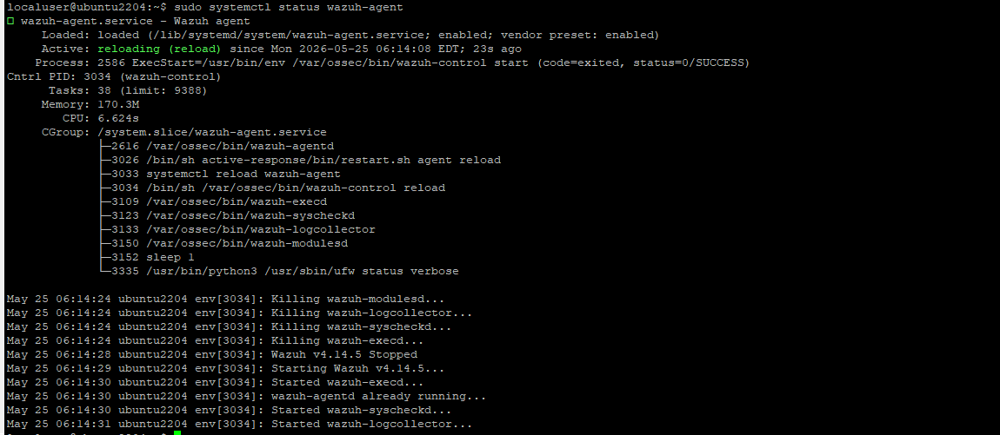 localuser@ubuntu2204:~$ sudo systemctl status wazuh-agent
wazuh-agent.service - Wazuh agent
Loaded: loaded (/lib/systemd/system/wazuh-agent.service; enabled; vendor preset: enabled)
Active: reloading (reload) since Mon 2026-05-25 06:14:08 EDT; 23s ago
Process: 2586 ExecStart=/usr/bin/env /var/ossec/bin/wazuh-control start (code=exited, status=0/SUCCESS)
Cntrl PID: 3034 (wazuh-control)
Tasks: 38 (limit: 9388)
Memory: 170.3M
CPU: 6.624s
CGroup: /system.slice/wazuh-agent.service
├─2616 /var/ossec/bin/wazuh-agentd
├─3026 /bin/sh active-response/bin/restart.sh agent reload
├─3033 systemctl reload wazuh-agent
├─3034 /bin/sh /var/ossec/bin/wazuh-control reload
├─3109 /var/ossec/bin/wazuh-execd
├─3123 /var/ossec/bin/wazuh-syscheckd
├─3133 /var/ossec/bin/wazuh-logcollector
├─3150 /var/ossec/bin/wazuh-modulesd
├─3152 sleep 1
└─3335 /usr/bin/python3 /usr/sbin/ufw status verbose
May 25 06:14:24 ubuntu2204 env[3034]: Killing wazuh-modulesd...
May 25 06:14:24 ubuntu2204 env[3034]: Killing wazuh-logcollector...
May 25 06:14:24 ubuntu2204 env[3034]: Killing wazuh-syscheckd...
May 25 06:14:24 ubuntu2204 env[3034]: Killing wazuh-execd...
May 25 06:14:28 ubuntu2204 env[3034]: Wazuh v4.14.5 Stopped
May 25 06:14:29 ubuntu2204 env[3034]: Starting Wazuh v4.14.5...
May 25 06:14:30 ubuntu2204 env[3034]: Started wazuh-execd...
May 25 06:14:30 ubuntu2204 env[3034]: wazuh-agentd already running...
May 25 06:14:30 ubuntu2204 env[3034]: Started wazuh-syscheckd...
May 25 06:14:31 ubuntu2204 env[3034]: Started wazuh-logcollector...